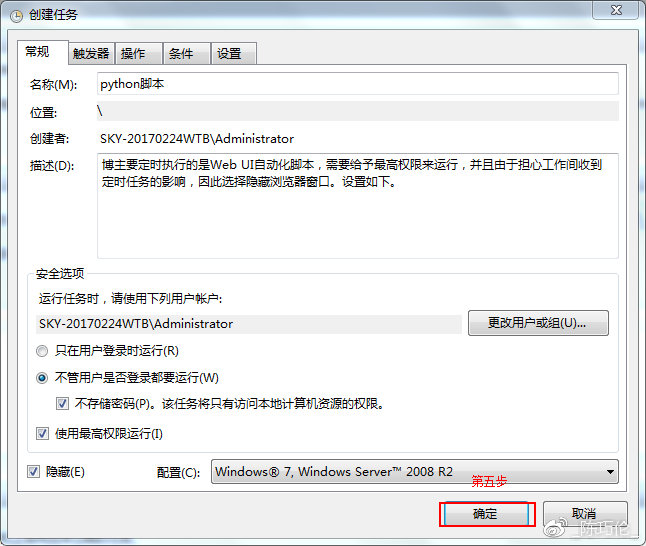 创建任务
常规 触发器 操作 条件 设置
名称(M): python脚本
位置: \
创建者: SKY-20170224WTB\Administrator
描述(D): 博主要定时执行的是Web UI自动化脚本，需要给予最高权限来运行，并且由于担心工作间收到
定时任务的影响，因此选择隐藏浏览器窗口。设置如下。
安全选项
运行任务时，请使用下列用户帐户:
SKY-20170224WTB\Administrator 更改用户或组(U)...
只在用户登录时运行(R)
不管用户是否登录都要运行(W)
不存储密码(P)。该任务将只有访问本地计算机资源的权限。
使用最高权限运行(I)
隐藏(E) 配置(C): Windows® 7, Windows Server™ 2008 R2
第五步
确定 取消
_陈巧伦_